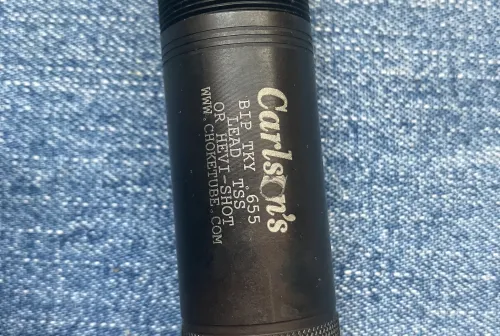 Carlson's
BIP TKY .655
LEAD TSS
OR HEVI-SHOT
WWW.CHOKETUBE.COM